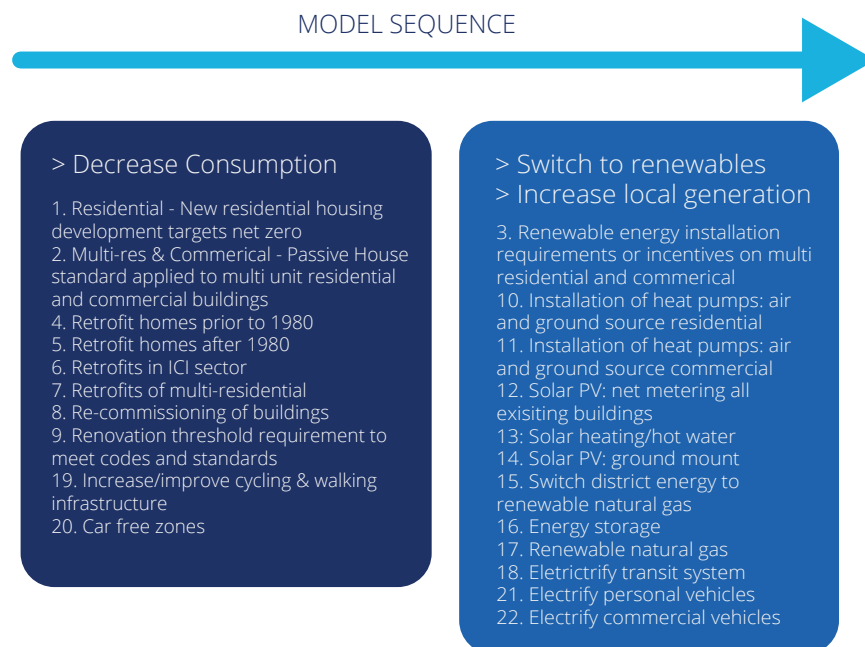 MODEL SEQUENCE
> Decrease Consumption
1. Residential - New residential housing
development targets net zero
2. Multi-res & Commerical - Passive House
standard applied to multi unit residential
and commercial buildings
4. Retrofit homes prior to 1980
5. Retrofit homes after 1980
6. Retrofits in ICI sector
7. Retrofits of multi-residential
8. Re-commissioning of buildings
9. Renovation threshold requirement to
meet codes and standards
19. Increase/improve cycling & walking
infrastructure
20. Car free zones
> Switch to renewables
> Increase local generation
3. Renewable energy installation
requirements or incentives on multi
residential and commerical
10. Installation of heat pumps: air
and ground source residential
11. Installation of heat pumps: air
and ground source commercial
12. Solar PV: net metering all
exisiting buildings
13: Solar heating/hot water
14. Solar PV: ground mount
15. Switch district energy to
renewable natural gas
16. Energy storage
17. Renewable natural gas
18. Eletrictrify transit system
21. Electrify personal vehicles
22. Electrify commercial vehicles